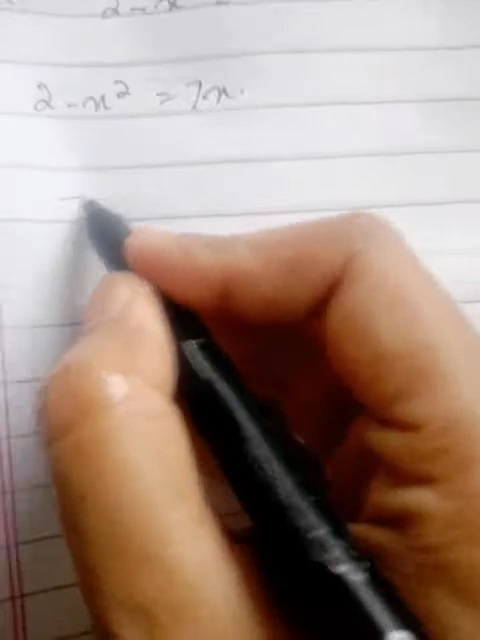 2 - x² = 7x.